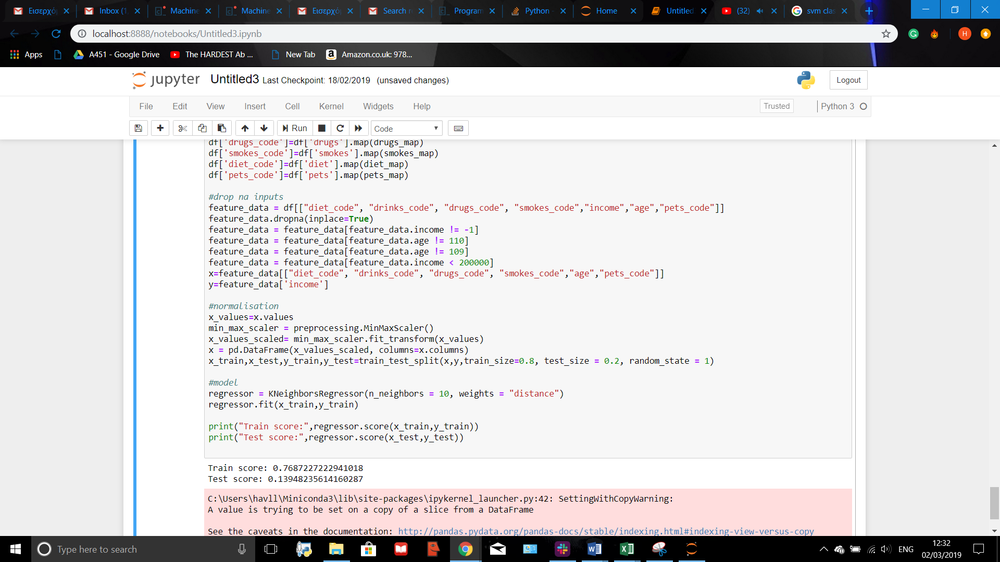 Εισερχό
Inbox (1
Machine
Machine
Εισερχό
Search r
Program
Python -
Home
Untitled
(32)
svm clas
localhost:8888/notebooks/Untitled3.ipynb
H
Apps
A451 - Google Drive
The HARDEST Ab ...
New Tab
Amazon.co.uk: 978...
jupyter Untitled3 Last Checkpoint: 18/02/2019 (unsaved changes)
Logout
File Edit View Insert Cell Kernel Widgets Help
Trusted
Python 3
Run
Code
df['drugs_code']=df['drugs'].map(drugs_map)
df['smokes_code']=df['smokes'].map(smokes_map)
df['diet_code']=df['diet'].map(diet_map)
df['pets_code']=df['pets'].map(pets_map)
#drop na inputs
feature_data = df[["diet_code", "drinks_code", "drugs_code", "smokes_code","income","age","pets_code"]]
feature_data.dropna(inplace=True)
feature_data = feature_data[feature_data.income != -1]
feature_data = feature_data[feature_data.age != 110]
feature_data = feature_data[feature_data.age != 109]
feature_data = feature_data[feature_data.income < 200000]
x=feature_data[["diet_code", "drinks_code", "drugs_code", "smokes_code","age","pets_code"]]
y=feature_data['income']
#normalisation
x_values=x.values
min_max_scaler = preprocessing.MinMaxScaler()
x_values_scaled= min_max_scaler.fit_transform(x_values)
x = pd.DataFrame(x_values_scaled, columns=x.columns)
x_train,x_test,y_train,y_test=train_test_split(x,y,train_size=0.8, test_size = 0.2, random_state = 1)
#model
regressor = KNeighborsRegressor(n_neighbors = 10, weights = "distance")
regressor.fit(x_train,y_train)
print("Train score:",regressor.score(x_train,y_train))
print("Test score:",regressor.score(x_test,y_test))
Train score: 0.7687227222941018
Test score: 0.13948235614160287
C:\Users\havll\Miniconda3\lib\site-packages\ipykernel_launcher.py:42: SettingWithCopyWarning:
A value is trying to be set on a copy of a slice from a DataFrame
See the caveats in the documentation: http://pandas.pydata.org/pandas-docs/stable/indexing.html#indexing-view-versus-copy
Type here to search
ENG
12:32
02/03/2019